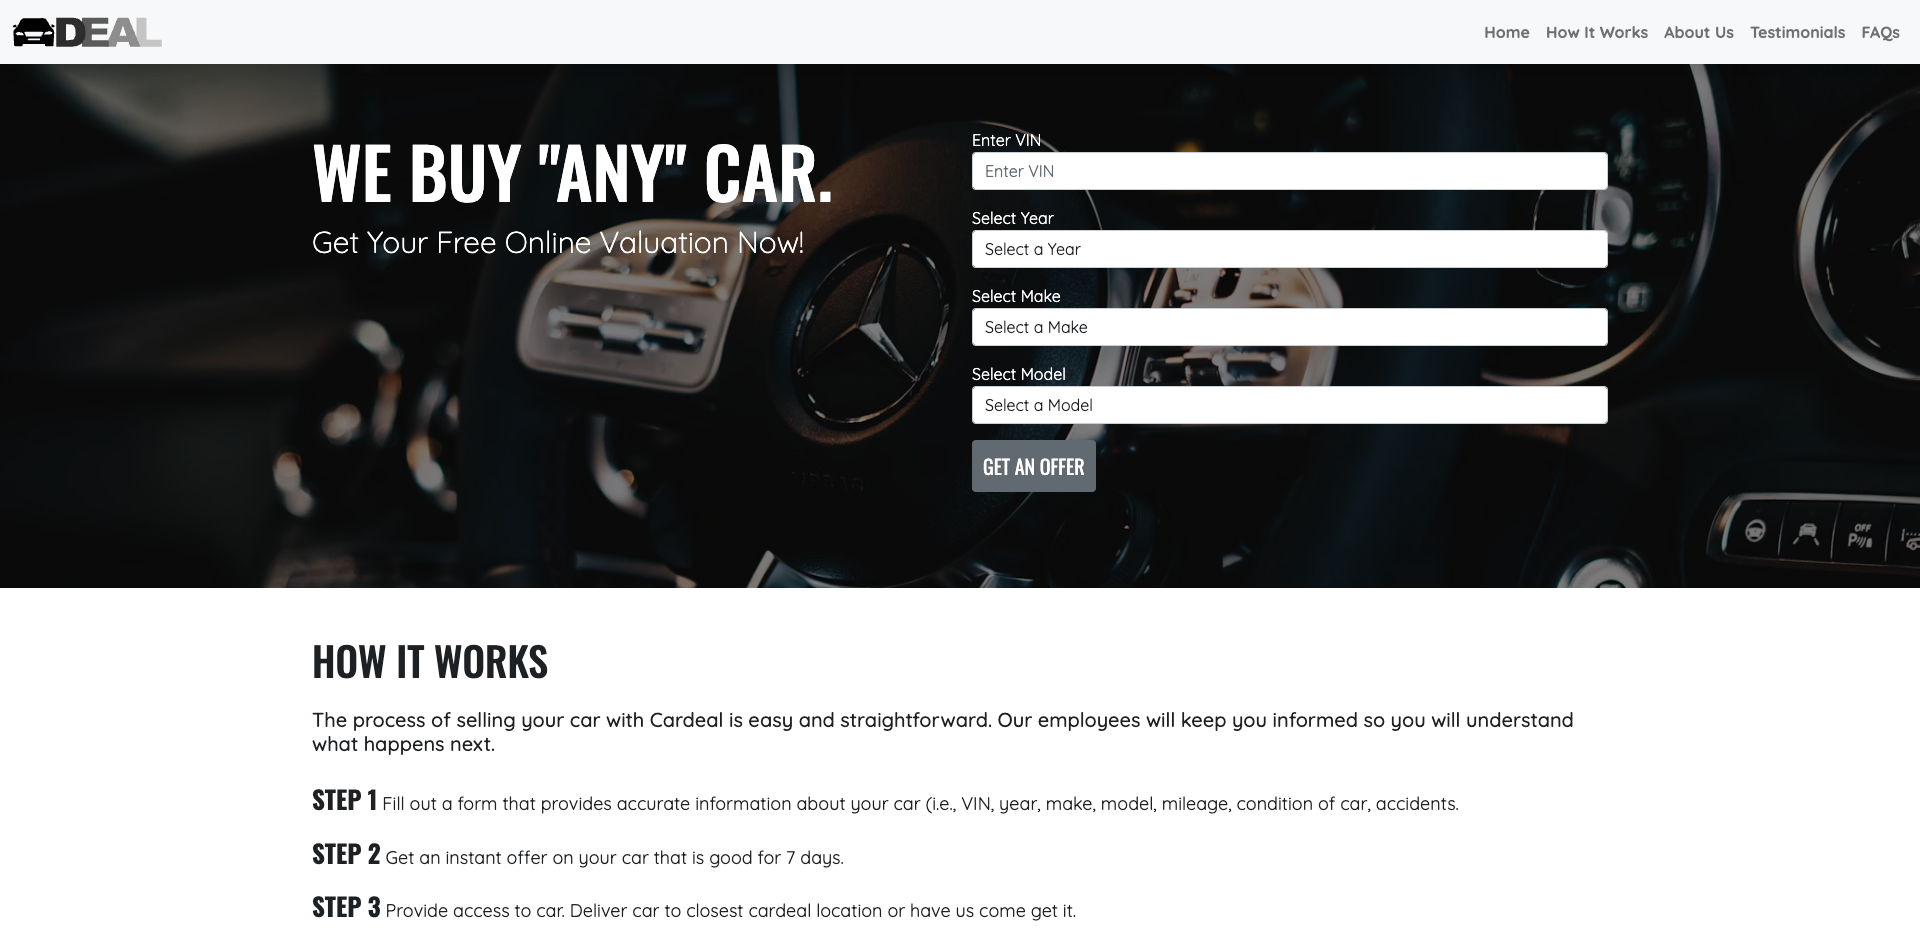 DEAL
Home How It Works About Us Testimonials FAQs
WE BUY "ANY" CAR.
Get Your Free Online Valuation Now!
Enter VIN
Enter VIN
Select Year
Select a Year
Select Make
Select a Make
Select Model
Select a Model
GET AN OFFER
OFF
P
HOW IT WORKS
The process of selling your car with Cardeal is easy and straightforward. Our employees will keep you informed so you will understand
what happens next.
STEP 1 Fill out a form that provides accurate information about your car (i.e., VIN, year, make, model, mileage, condition of car, accidents.
STEP 2 Get an instant offer on your car that is good for 7 days.
STEP 3 Provide access to car. Deliver car to closest cardeal location or have us come get it.